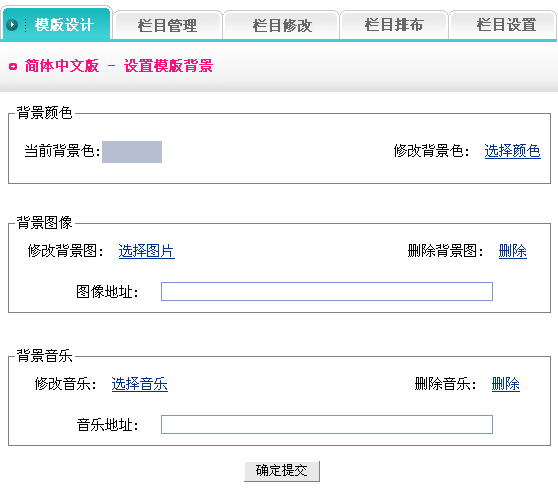 模版设计 栏目管理 栏目修改 栏目排布 栏目设置
简体中文版 - 设置模版背景
背景颜色
当前背景色: 修改背景色: 选择颜色
背景图像
修改背景图: 选择图片 删除背景图: 删除
图像地址:
背景音乐
修改音乐: 选择音乐 删除音乐: 删除
音乐地址:
确定提交